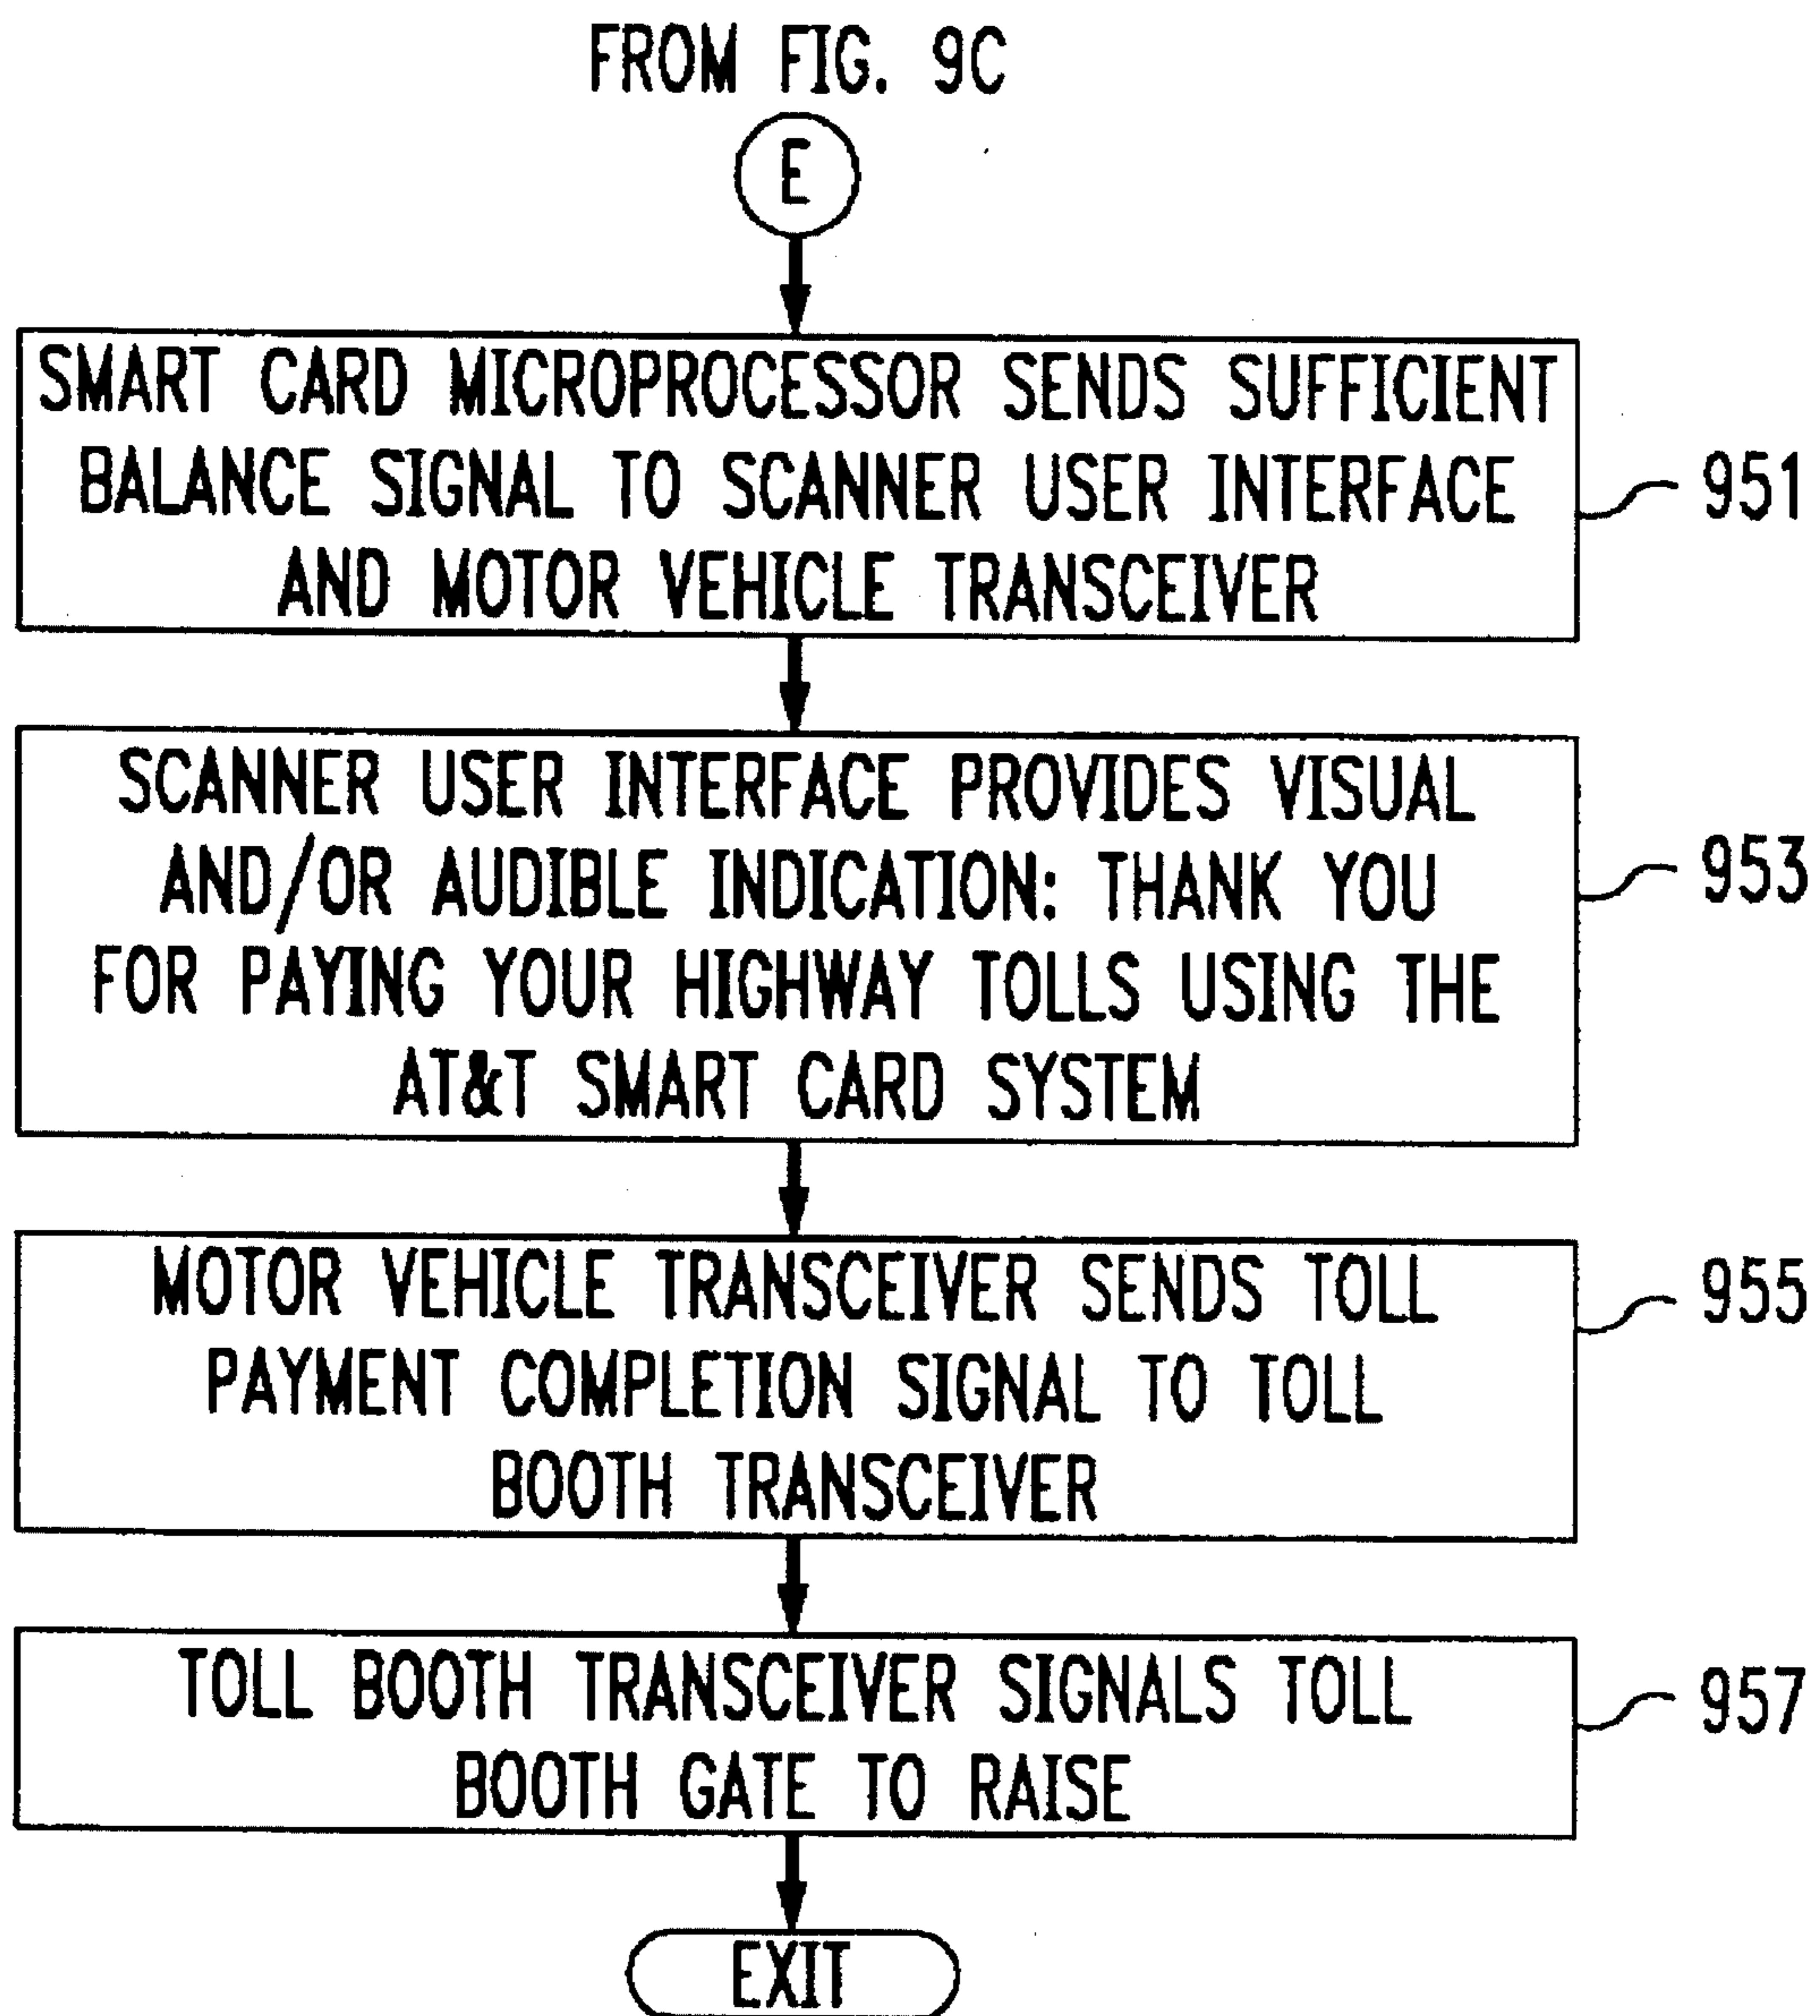 FROM FIG. 9C
E
SMART CARD MICROPROCESSOR SENDS SUFFICIENT
BALANCE SIGNAL TO SCANNER USER INTERFACE
AND MOTOR VEHICLE TRANSCEIVER
951
SCANNER USER INTERFACE PROVIDES VISUAL
AND/OR AUDIBLE INDICATION: THANK YOU
FOR PAYING YOUR HIGHWAY TOLLS USING THE
AT&T SMART CARD SYSTEM
953
MOTOR VEHICLE TRANSCEIVER SENDS TOLL
PAYMENT COMPLETION SIGNAL TO TOLL
BOOTH TRANSCEIVER
955
TOLL BOOTH TRANSCEIVER SIGNALS TOLL
BOOTH GATE TO RAISE
957
EXIT